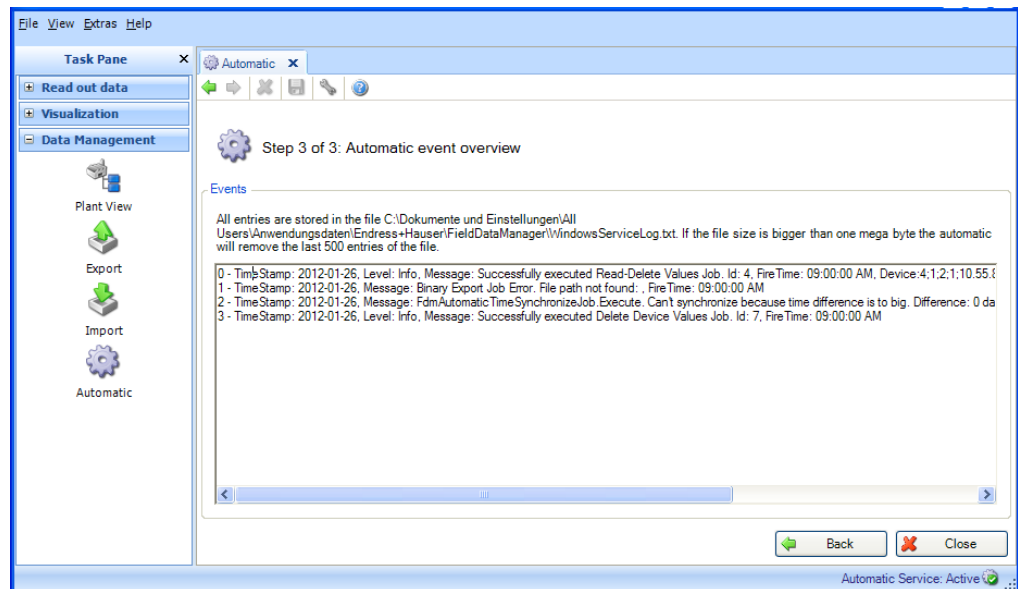 File View Extras Help
Task Pane
Automatic
Read out data
Visualization
Data Management
Plant View
Export
Import
Automatic
Step 3 of 3: Automatic event overview
Events
All entries are stored in the file C:\Dokumente und Einstellungen\All
Users\Anwendungsdaten\Endress+Hauser\FieldDataManager\WindowsServiceLog.txt. If the file size is bigger than one mega byte the automatic
will remove the last 500 entries of the file.
0 - TimeStamp: 2012-01-26, Level: Info, Message: Successfully executed Read-Delete Values Job. Id: 4, FireTime: 09:00:00 AM, Device:4;1;2;1;10.55.
1 - TimeStamp: 2012-01-26, Message: Binary Export Job Error. File path not found: , FireTime: 09:00:00 AM
2 - TimeStamp: 2012-01-26, Message: FdmAutomaticTimeSynchronizeJob.Execute. Can't synchronize because time difference is to big. Difference: 0 da
3 - TimeStamp: 2012-01-26, Level: Info, Message: Successfully executed Delete Device Values Job. Id: 7, FireTime: 09:00:00 AM
Back
Close
Automatic Service: Active